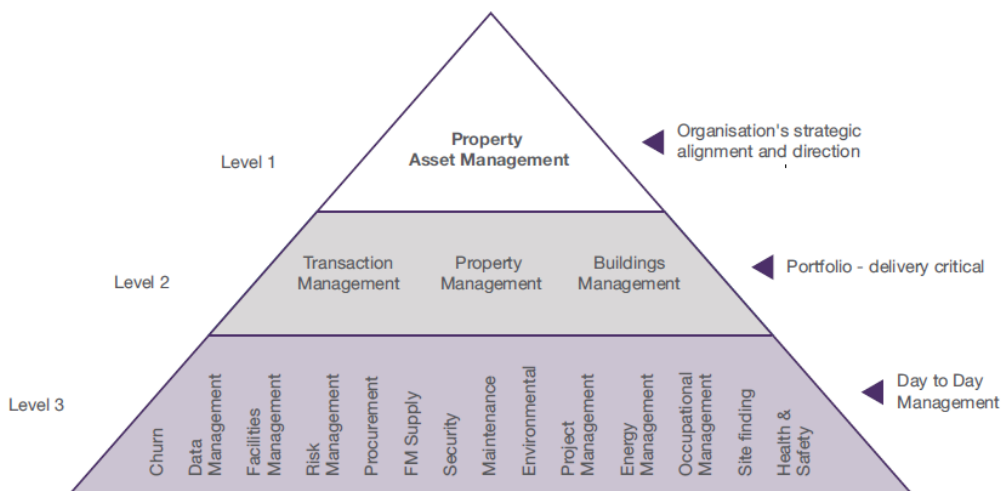 Property
Asset Management
Organisation's strategic
alignment and direction
Level 1
Transaction
Management
Property
Management
Buildings
Management
Portfolio - delivery critical
Level 2
Level 3
Churn
Data
Management
Facilities
Management
Risk
Management
Procurement
FM Supply
Security
Maintenance
Environmental
Project
Management
Energy
Management
Occupational
Management
Site finding
Health &
Safety
Day to Day
Management